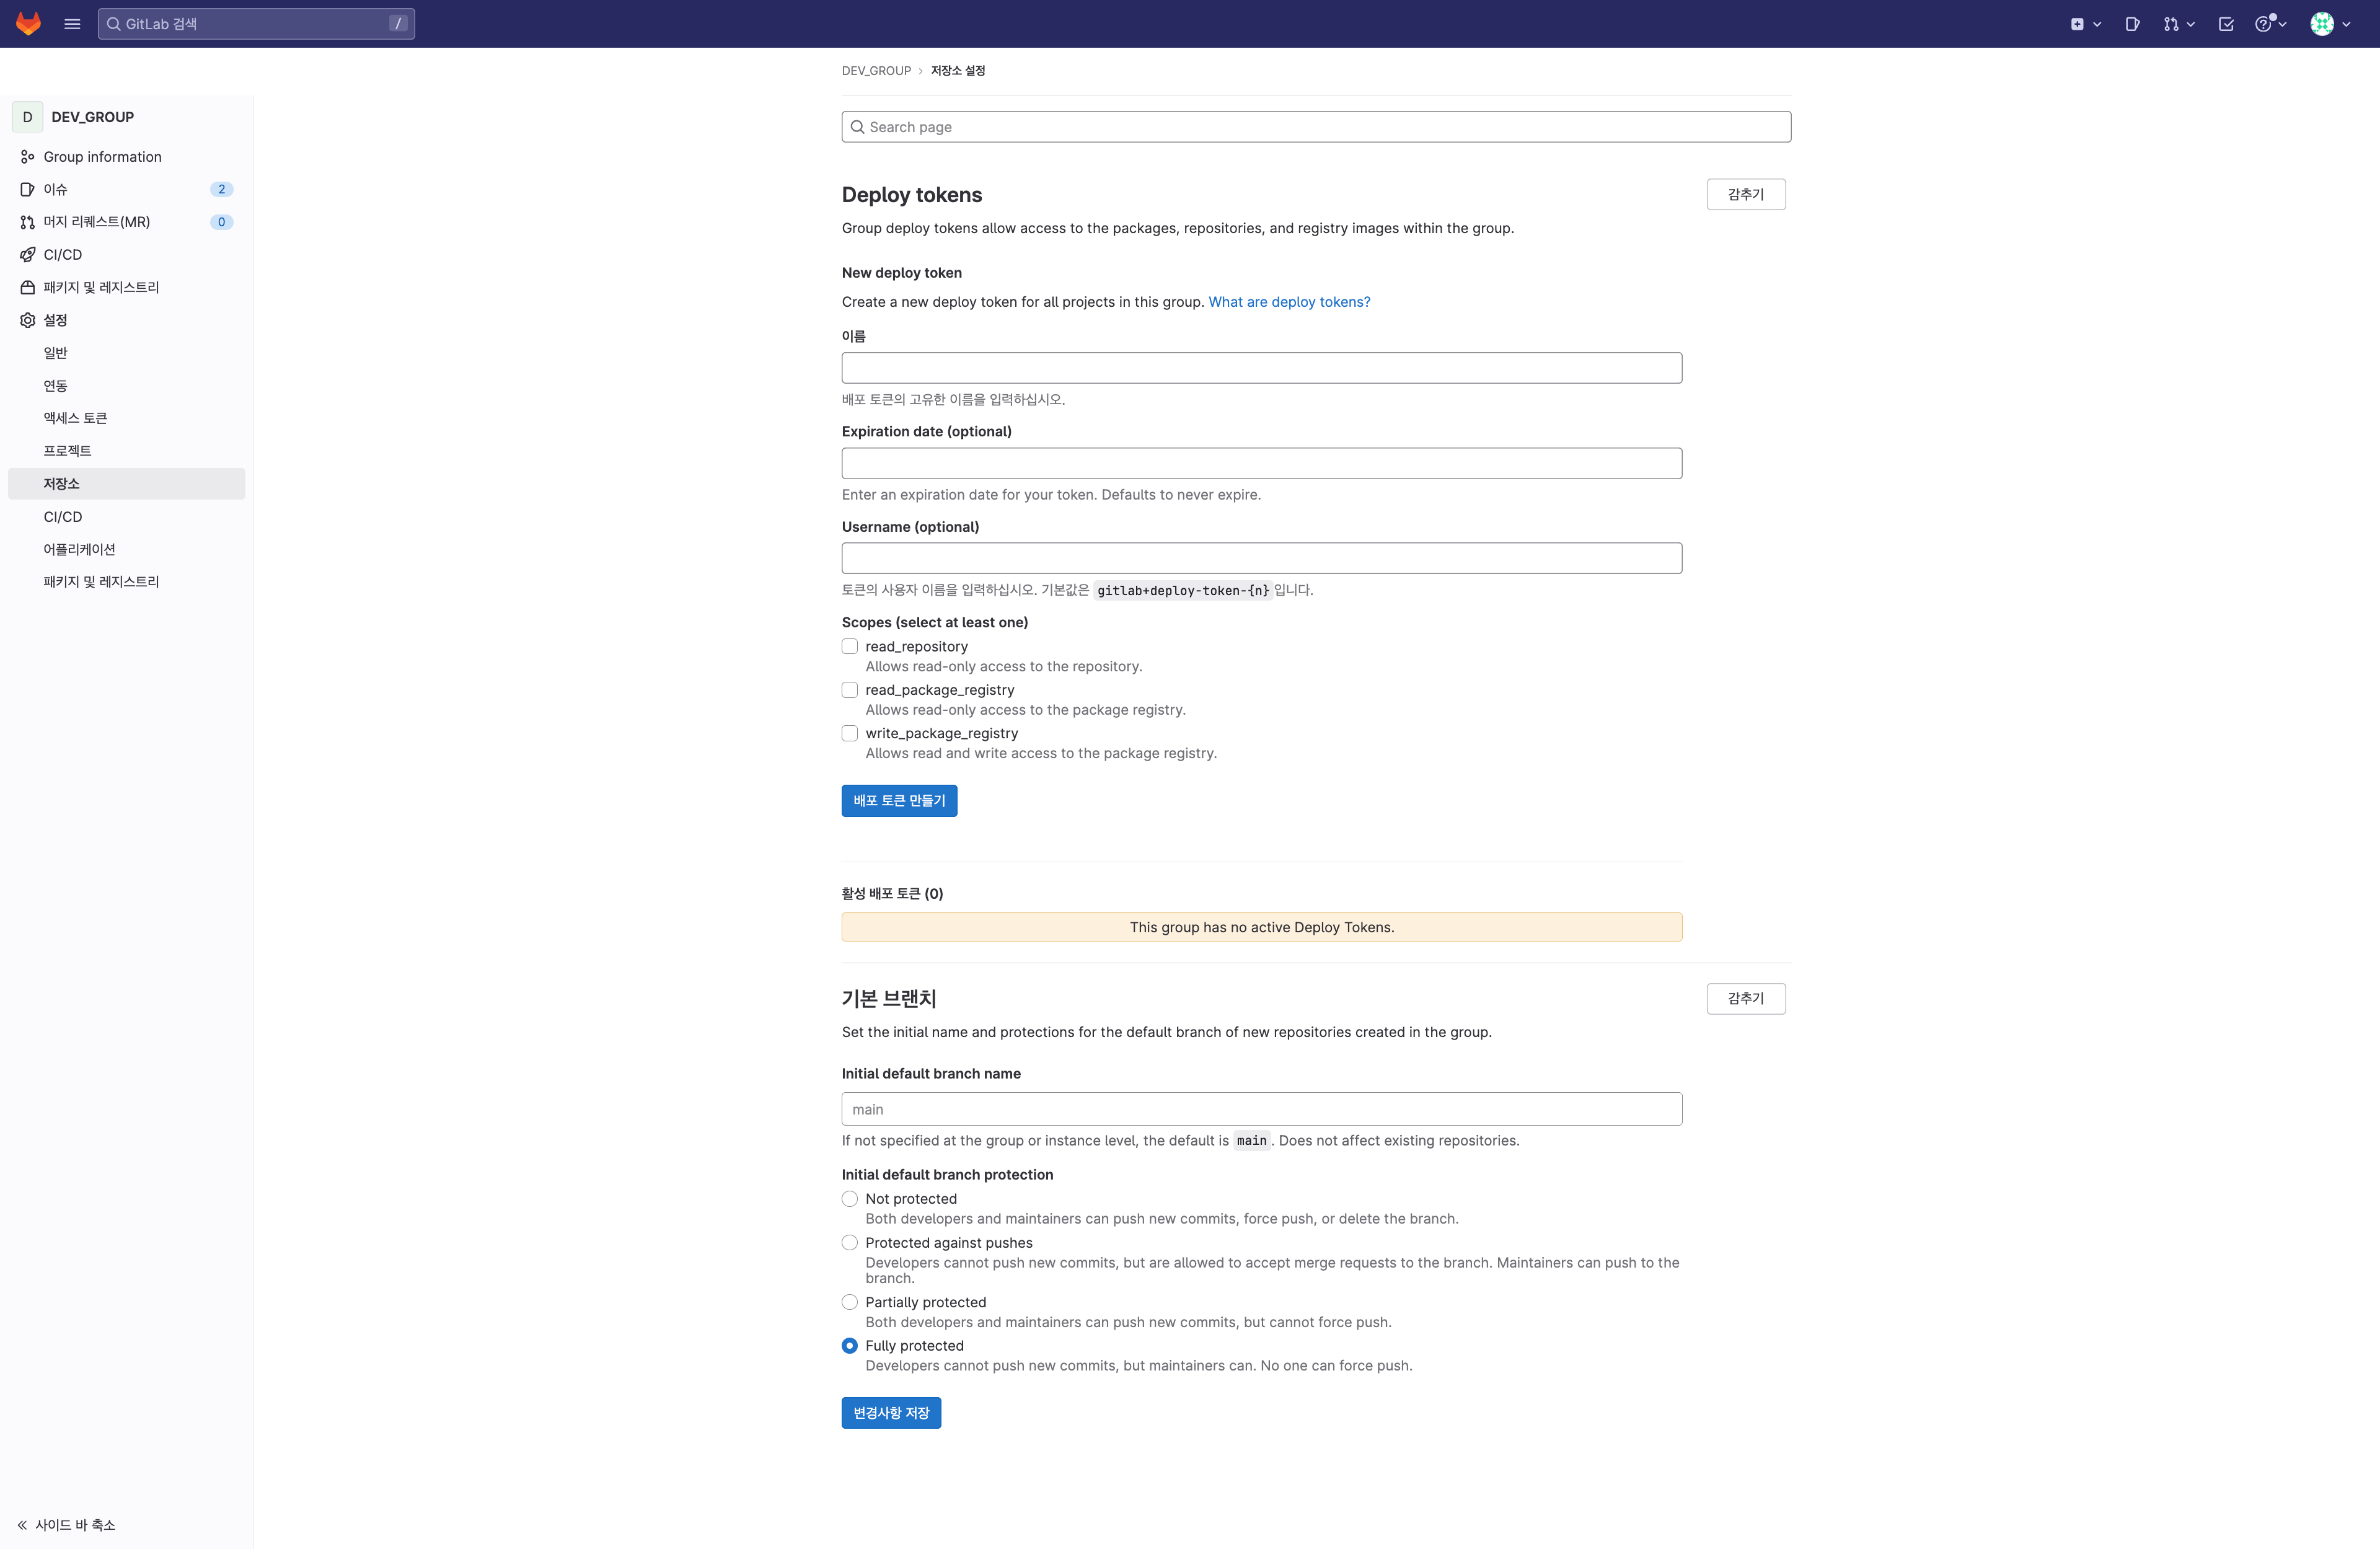 GitLab 검색 /
DEV_GROUP › 저장소 설정
D DEV_GROUP
Group information
이슈 2
머지 리퀘스트(MR) 0
CI/CD
패키지 및 레지스트리
설정
일반
연동
액세스 토큰
프로젝트
저장소
CI/CD
어플리케이션
패키지 및 레지스트리
사이드 바 축소
Search page
Deploy tokens
감추기
Group deploy tokens allow access to the packages, repositories, and registry images within the group.
New deploy token
Create a new deploy token for all projects in this group. What are deploy tokens?
이름
배포 토큰의 고유한 이름을 입력하십시오.
Expiration date (optional)
Enter an expiration date for your token. Defaults to never expire.
Username (optional)
토큰의 사용자 이름을 입력하십시오. 기본값은 gitlab+deploy-token-{n} 입니다.
Scopes (select at least one)
read_repository
Allows read-only access to the repository.
read_package_registry
Allows read-only access to the package registry.
write_package_registry
Allows read and write access to the package registry.
배포 토큰 만들기
활성 배포 토큰 (0)
This group has no active Deploy Tokens.
기본 브랜치
감추기
Set the initial name and protections for the default branch of new repositories created in the group.
Initial default branch name
main
If not specified at the group or instance level, the default is main. Does not affect existing repositories.
Initial default branch protection
Not protected
Both developers and maintainers can push new commits, force push, or delete the branch.
Protected against pushes
Developers cannot push new commits, but are allowed to accept merge requests to the branch. Maintainers can push to the
branch.
Partially protected
Both developers and maintainers can push new commits, but cannot force push.
Fully protected
Developers cannot push new commits, but maintainers can. No one can force push.
변경사항 저장